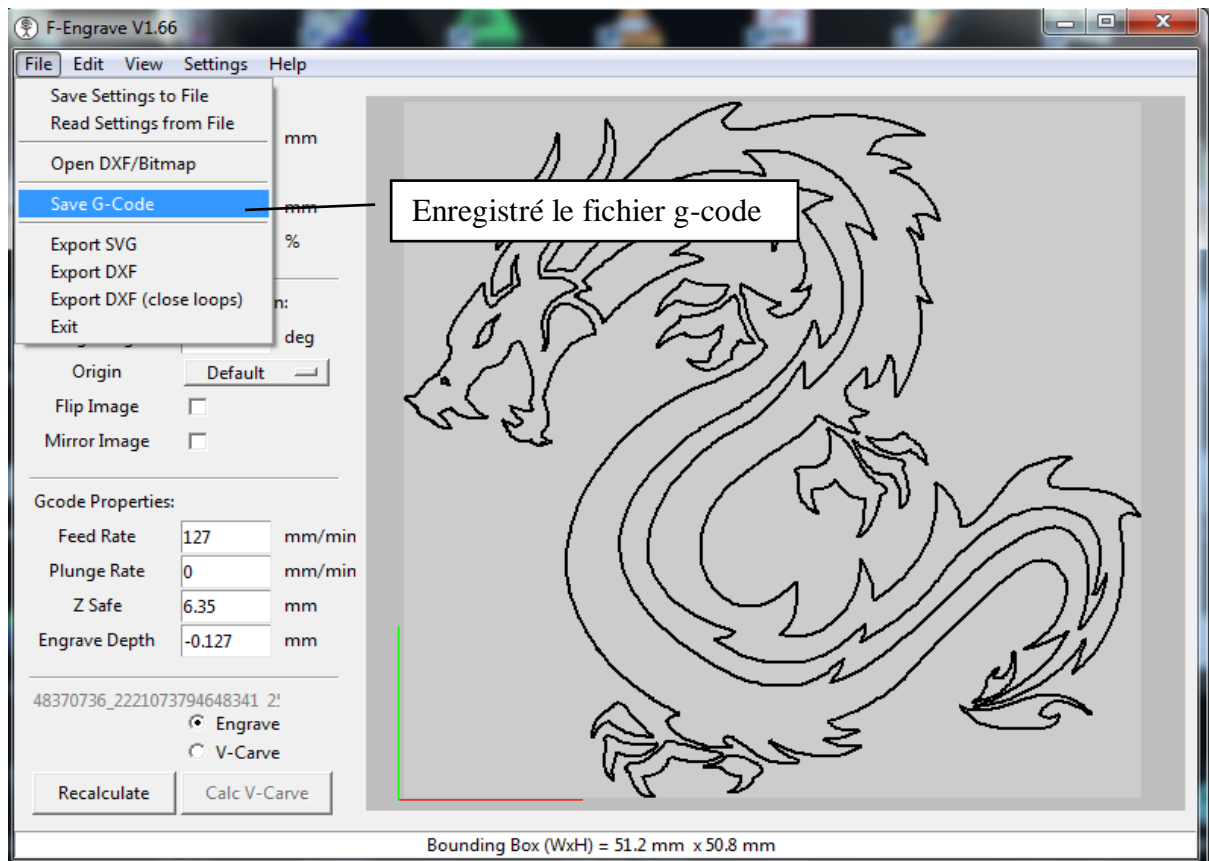 F-Engrave V1.66
File Edit View Settings Help
Save Settings to File
Read Settings from File
mm
Open DXF/Bitmap
Save G-Code
mm
Enregistré le fichier g-code
Export SVG
%
Export DXF
Export DXF (close loops)
n:
Exit
deg
Origin Default
Flip Image
Mirror Image
Gcode Properties:
Feed Rate 127 mm/min
Plunge Rate 0 mm/min
Z Safe 6.35 mm
Engrave Depth -0.127 mm
48370736_2221073794648341_2
Engrave
V-Carve
Recalculate Calc V-Carve
Bounding Box (WxH) = 51.2 mm x 50.8 mm